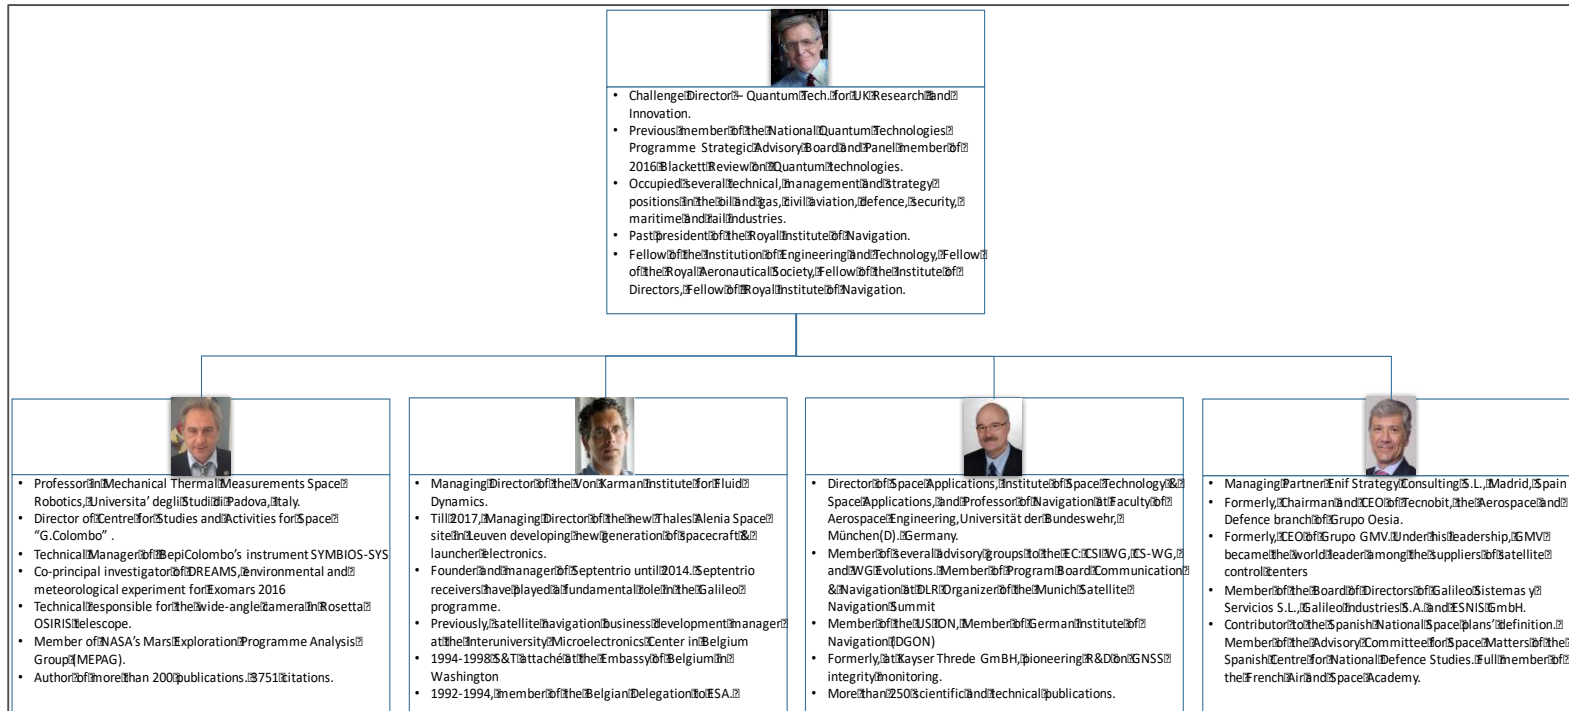 • Challenge Director – Quantum Tech. for UK Research and
Innovation.
• Previous member of the National Quantum Technologies
Programme Strategic Advisory Board and Panel member of
2016 Blackett Review on Quantum technologies.
• Occupied several technical, management and strategy
positions in the oil and gas, civil aviation, defence, security,
maritime and rail industries.
• Past president of the Royal Institute of Navigation.
• Fellow of the Institution of Engineering and Technology, Fellow
of the Royal Aeronautical Society, Fellow of the Institute of
Directors, Fellow of Royal Institute of Navigation.
• Professor in Mechanical Thermal Measurements Space
Robotics, Universita' degli Studi di Padova, Italy.
• Director of Centre for Studies and Activities for Space
"G.Colombo" .
• Technical Manager of BepiColombo's instrument SYMBIOS-SYS
• Co-principal investigator of DREAMS, environmental and
meteorological experiment for Exomars 2016
• Technical responsible for the wide-angle camera in Rosetta
OSIRIS telescope.
• Member of NASA's Mars Exploration Programme Analysis
Group (MEPAG).
• Author of more than 200 publications. 3751 citations.
• Managing Director of the Von Karman Institute for Fluid
Dynamics.
• Till 2017, Managing Director of the new Thales Alenia Space
site in Leuven developing new generation of spacecraft &
launcher electronics.
• Founder and manager of Septentrio until 2014. Septentrio
receivers have played a fundamental role in the Galileo
programme.
• Previously, satellite navigation business development manager
at the Interuniversity Microelectronics Center in Belgium
• 1994-1998 S&T attaché at the Embassy of Belgium in
Washington
• 1992-1994, member of the Belgian Delegation to ESA.
• Director of Space Applications, Institute of Space Technology &
Space Applications, and Professor of Navigation at Faculty of
Aerospace Engineering, Universität der Bundeswehr,
München (D). Germany.
• Member of several advisory groups to the EC: CSI WG, CS-WG,
and WG Evolutions. Member of Program Board Communication
& Navigation at DLR Organizer of the Munich Satellite
Navigation Summit
• Member of the US ION, Member of German Institute of
Navigation (DGON)
• Formerly, at Kayser Threde GmBH, pioneering R&D on GNSS
integrity monitoring.
• More than 250 scientific and technical publications.
• Managing Partner Enif Strategy Consulting S.L., Madrid, Spain
• Formerly, Chairman and CEO of Tecnobit, the Aerospace and
Defence branch of Grupo Oesia.
• Formerly, CEO of Grupo GMV. Under his leadership, GMV
became the world leader among the suppliers of satellite
control centers
• Member of the Board of Directors of Galileo Sistemas y
Servicios S.L., Galileo Industries S.A. and ESNIS GmbH.
• Contributor to the Spanish National Space plans' definition.
Member of the Advisory Committee for Space Matters of the
Spanish Centre for National Defence Studies. Full member of
the French Air and Space Academy.